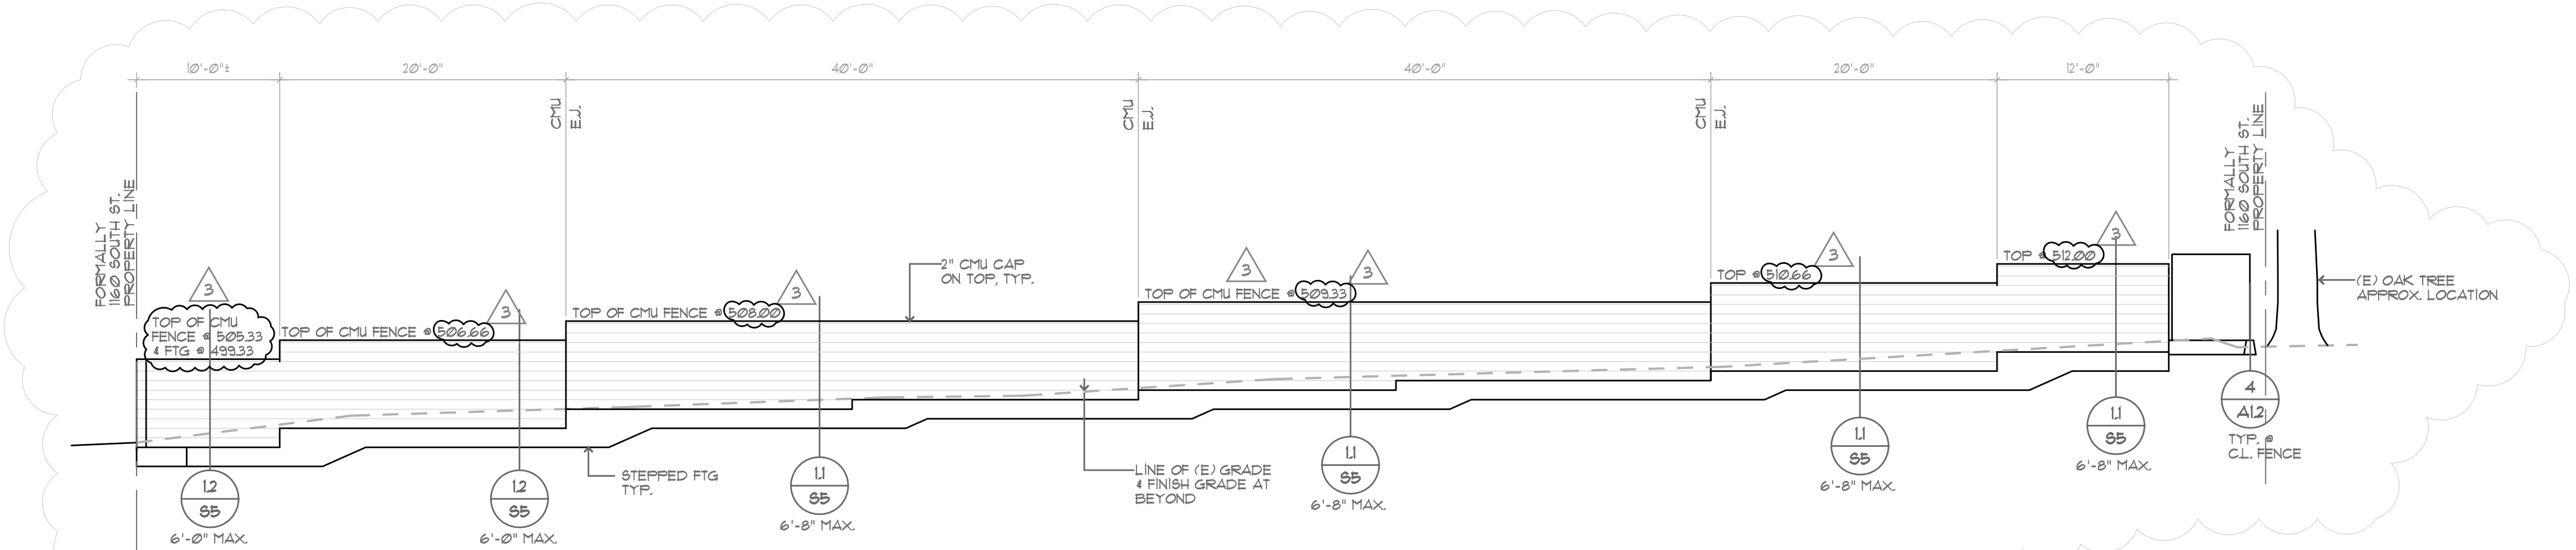 10'-0"±
20'-0"
40'-0"
40'-0"
20'-0"
12'-0"
CMU
E.J.
CMU
E.J.
CMU
E.J.
FORMALLY
1160 SOUTH ST.
PROPERTY LINE
FORMALLY
1160 SOUTH ST.
PROPERTY LINE
3
TOP OF CMU
FENCE @ 505.33
& FTG @ 499.33
3
TOP OF CMU FENCE @ 506.66
3
TOP OF CMU FENCE @ 508.00
2" CMU CAP
ON TOP, TYP.
3
3
TOP OF CMU FENCE @ 509.33
3
TOP @ 510.66
3
TOP @ 512.00
(E) OAK TREE
APPROX. LOCATION
STEPPED FTG
TYP.
LINE OF (E) GRADE
& FINISH GRADE AT
BEYOND
1.2
S5
6'-0" MAX.
1.2
S5
6'-0" MAX.
1.1
S5
6'-8" MAX.
1.1
S5
6'-8" MAX.
1.1
S5
6'-8" MAX.
1.1
S5
6'-8" MAX.
4
A1.2
TYP. @
C.L. FENCE